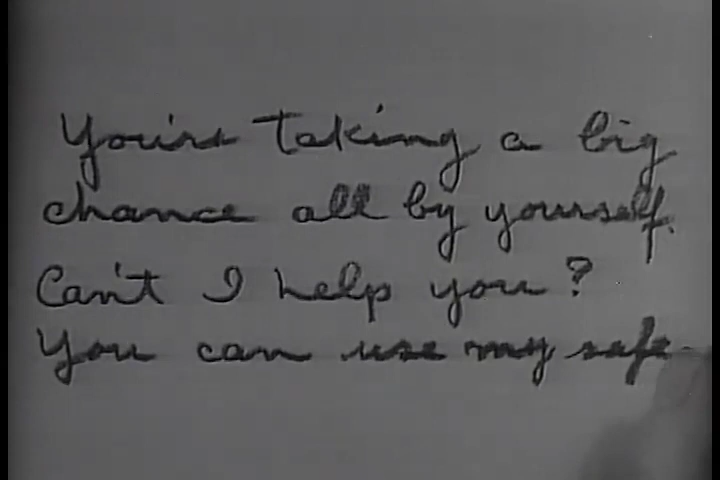 You're taking a big
chance all by yourself.
Can't I help you?
You can use my safe